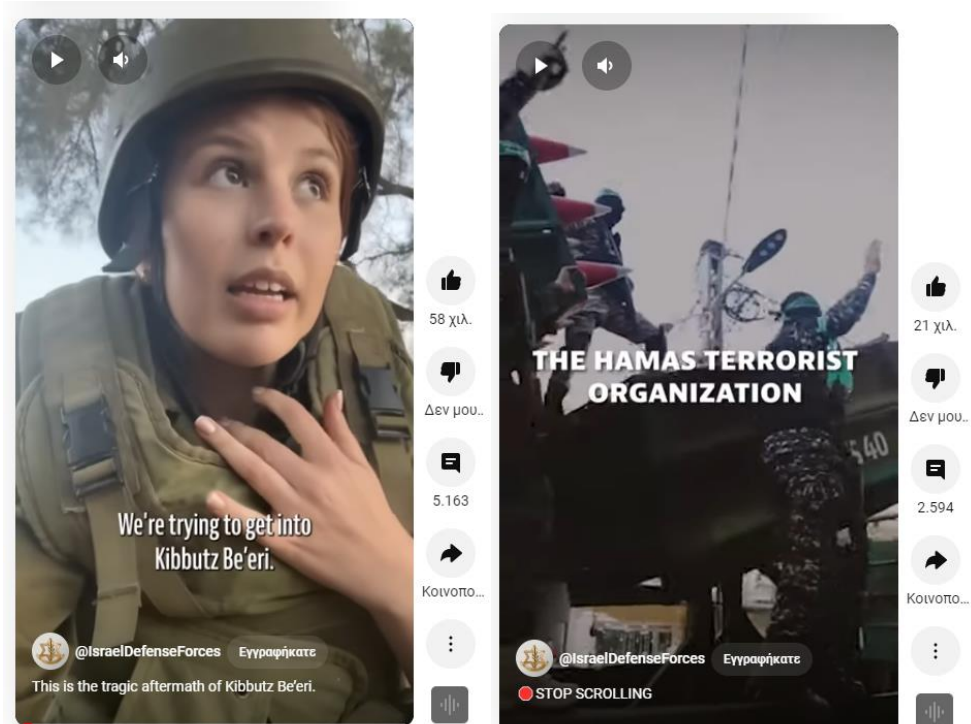 We're trying to get into
Kibbutz Be'eri.
@IsraelDefenseForces Εγγραφήκατε
This is the tragic aftermath of Kibbutz Be'eri.
58 χιλ.
Δεν μου..
5.163
Κοινοπο...
THE HAMAS TERRORIST
ORGANIZATION
540
@IsraelDefenseForces Εγγραφήκατε
STOP SCROLLING
21 χιλ.
Δεν μου..
2.594
Κοινοπο...